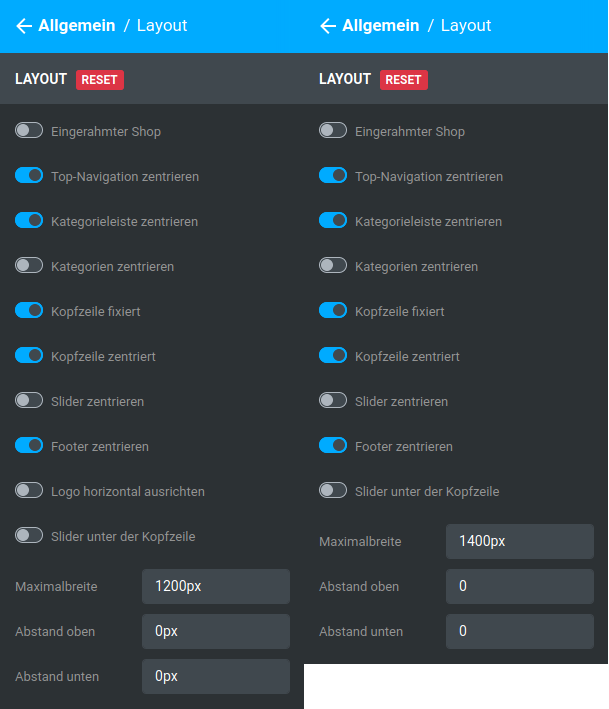 Allgemein / Layout
LAYOUT RESET
Eingerahmter Shop
Top-Navigation zentrieren
Kategorieleiste zentrieren
Kategorien zentrieren
Kopfzeile fixiert
Kopfzeile zentriert
Slider zentrieren
Footer zentrieren
Logo horizontal ausrichten
Slider unter der Kopfzeile
Maximalbreite 1200px
Abstand oben 0px
Abstand unten 0px
Allgemein / Layout
LAYOUT RESET
Eingerahmter Shop
Top-Navigation zentrieren
Kategorieleiste zentrieren
Kategorien zentrieren
Kopfzeile fixiert
Kopfzeile zentriert
Slider zentrieren
Footer zentrieren
Slider unter der Kopfzeile
Maximalbreite 1400px
Abstand oben 0
Abstand unten 0